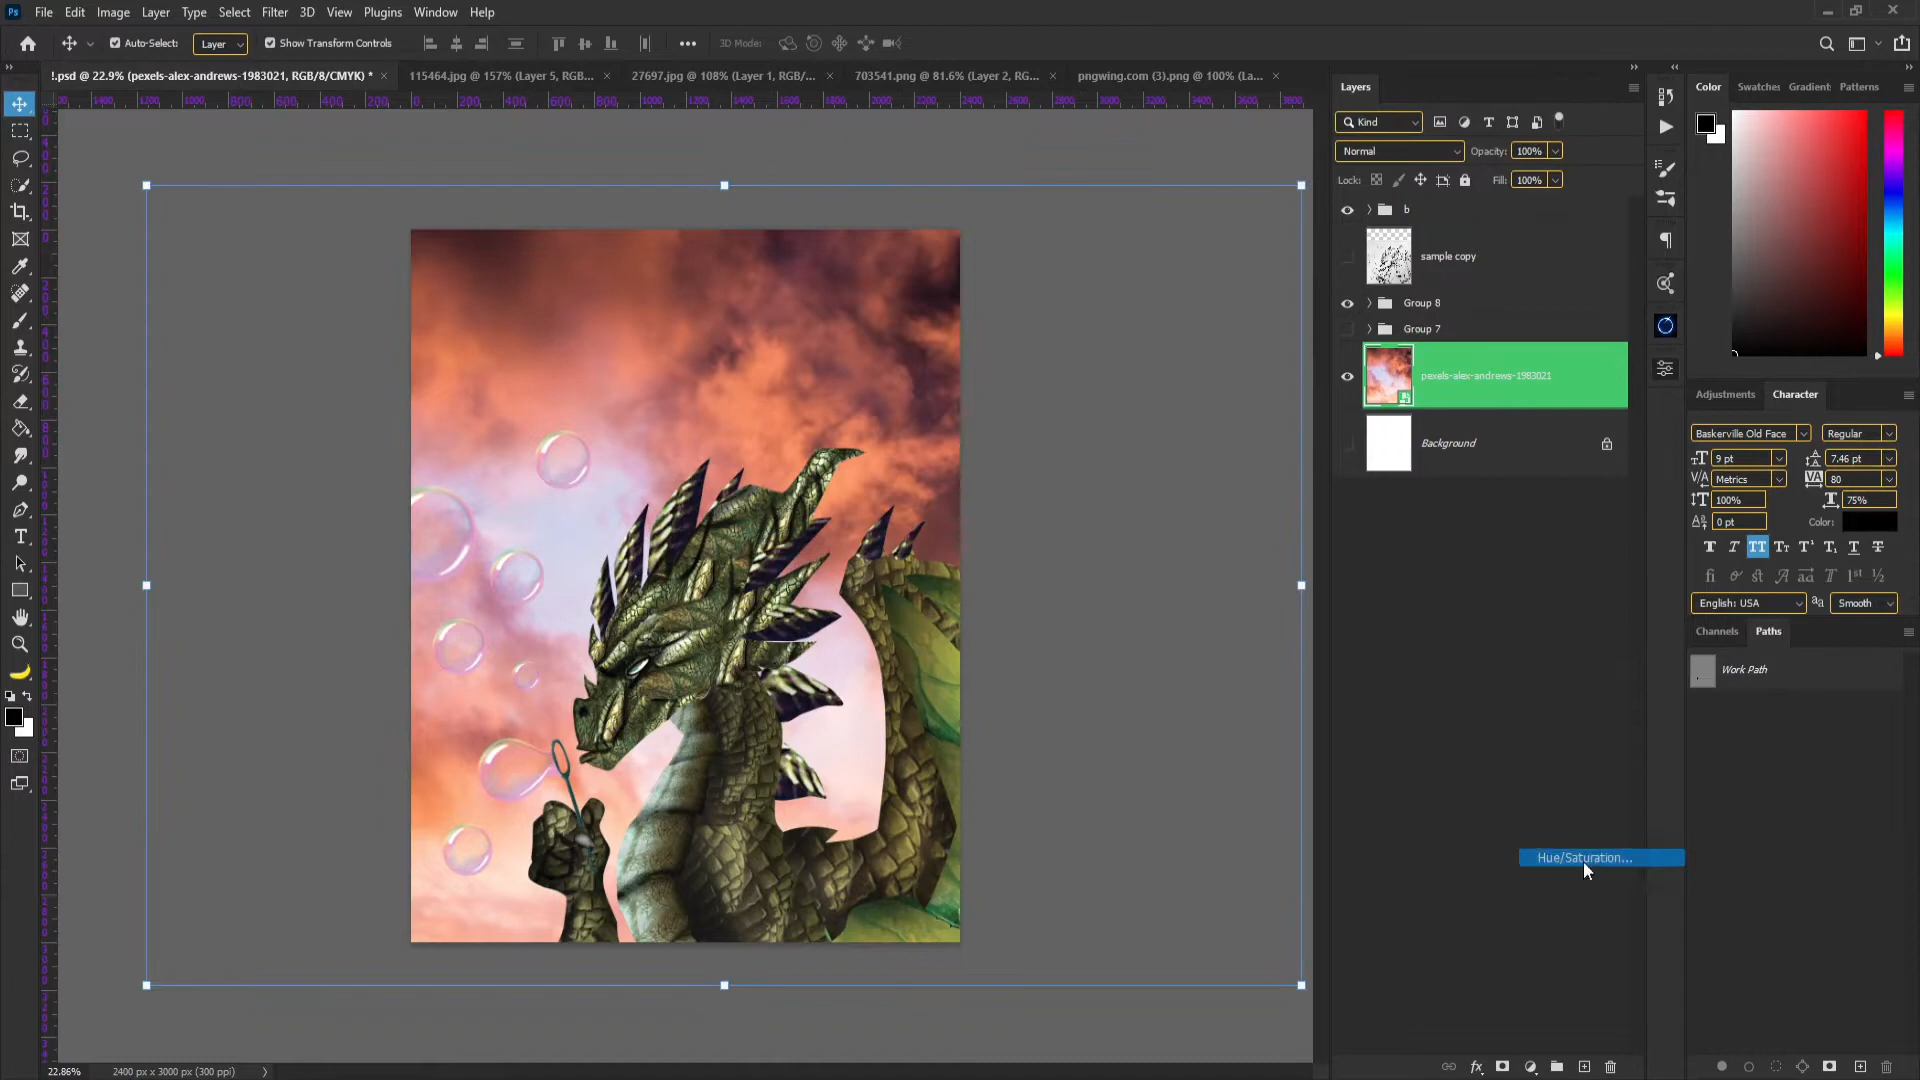 Ps File Edit Image Layer Type Select Filter 3D View Plugins Window Help
Auto-Select: Layer Show Transform Controls 3D Mode:
!.psd @ 22.9% (pexels-alex-andrews-1983021, RGB/8/CMYK) *
115464.jpg @ 157% (Layer 5, RGB...
27697.jpg @ 108% (Layer 1, RGB/...
703541.png @ 81.6% (Layer 2, RG...
pngwing.com (3).png @ 100% (La...
Layers
Kind
Normal Opacity: 100%
Lock: Fill: 100%
b
sample copy
Group 8
Group 7
pexels-alex-andrews-1983021
Background
Hue/Saturation...
Color Swatches Gradient Patterns
Adjustments Character
Baskerville Old Face Regular
9 pt 7.46 pt
Metrics 80
100% 75%
0 pt Color:
English: USA Smooth
Channels Paths
Work Path
22.86% 2400 px x 3000 px (300 ppi)